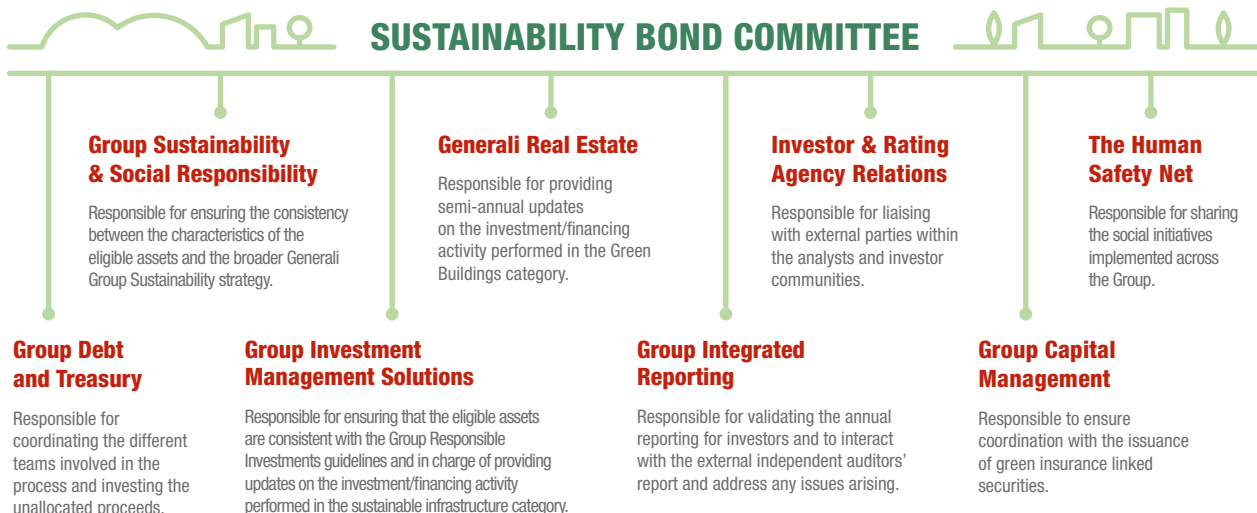 SUSTAINABILITY BOND COMMITTEE
Group Sustainability
& Social Responsibility
Responsible for ensuring the consistency
between the characteristics of the
eligible assets and the broader Generali
Group Sustainability strategy.
Generali Real Estate
Responsible for providing
semi-annual updates
on the investment/financing
activity performed in the Green
Buildings category.
Investor & Rating
Agency Relations
Responsible for liaising
with external parties within
the analysts and investor
communities.
The Human
Safety Net
Responsible for sharing
the social initiatives
implemented across
the Group.
Group Debt
and Treasury
Responsible for
coordinating the different
teams involved in the
process and investing the
unallocated proceeds.
Group Investment
Management Solutions
Responsible for ensuring that the eligible assets
are consistent with the Group Responsible
Investments guidelines and in charge of providing
updates on the investment/financing activity
performed in the sustainable infrastructure category.
Group Integrated
Reporting
Responsible for validating the annual
reporting for investors and to interact
with the external independent auditors'
report and address any issues arising.
Group Capital
Management
Responsible to ensure
coordination with the issuance
of green insurance linked
securities.